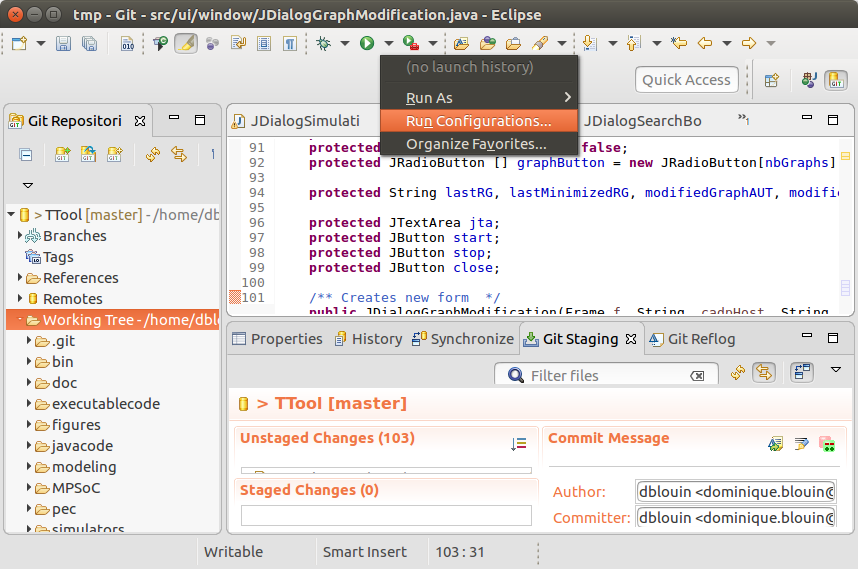 tmp - Git - src/ui/window/JDialogGraphModification.java - Eclipse
(no launch history)
Run As
Run Configurations...
Organize Favorites...
Quick Access
Git Repositori
JDialogSimulati
JDialogSearchBo
»1
> TTool [master] - /home/db
Branches
Tags
References
Remotes
Working Tree - /home/dblo
.git
bin
doc
executablecode
figures
javacode
modeling
MPSoC
pec
simulators
91 protected false;
92 protected JRadioButton [] graphButton = new JRadioButton[nbGraphs]
93
94 protected String lastRG, lastMinimizedRG, modifiedGraphAUT, modifie
95
96 protected JTextArea jta;
97 protected JButton start;
98 protected JButton stop;
99 protected JButton close;
100
101 /** Creates new form */
public JDialogGraphModification(Frame f, String _cadpHost, String
Properties
History
Synchronize
Git Staging
Git Reflog
Filter files
> TTool [master]
Unstaged Changes (103)
Staged Changes (0)
Commit Message
Author: dblouin <dominique.blouin@
Committer: dblouin <dominique.blouin@
Writable
Smart Insert
103 : 31